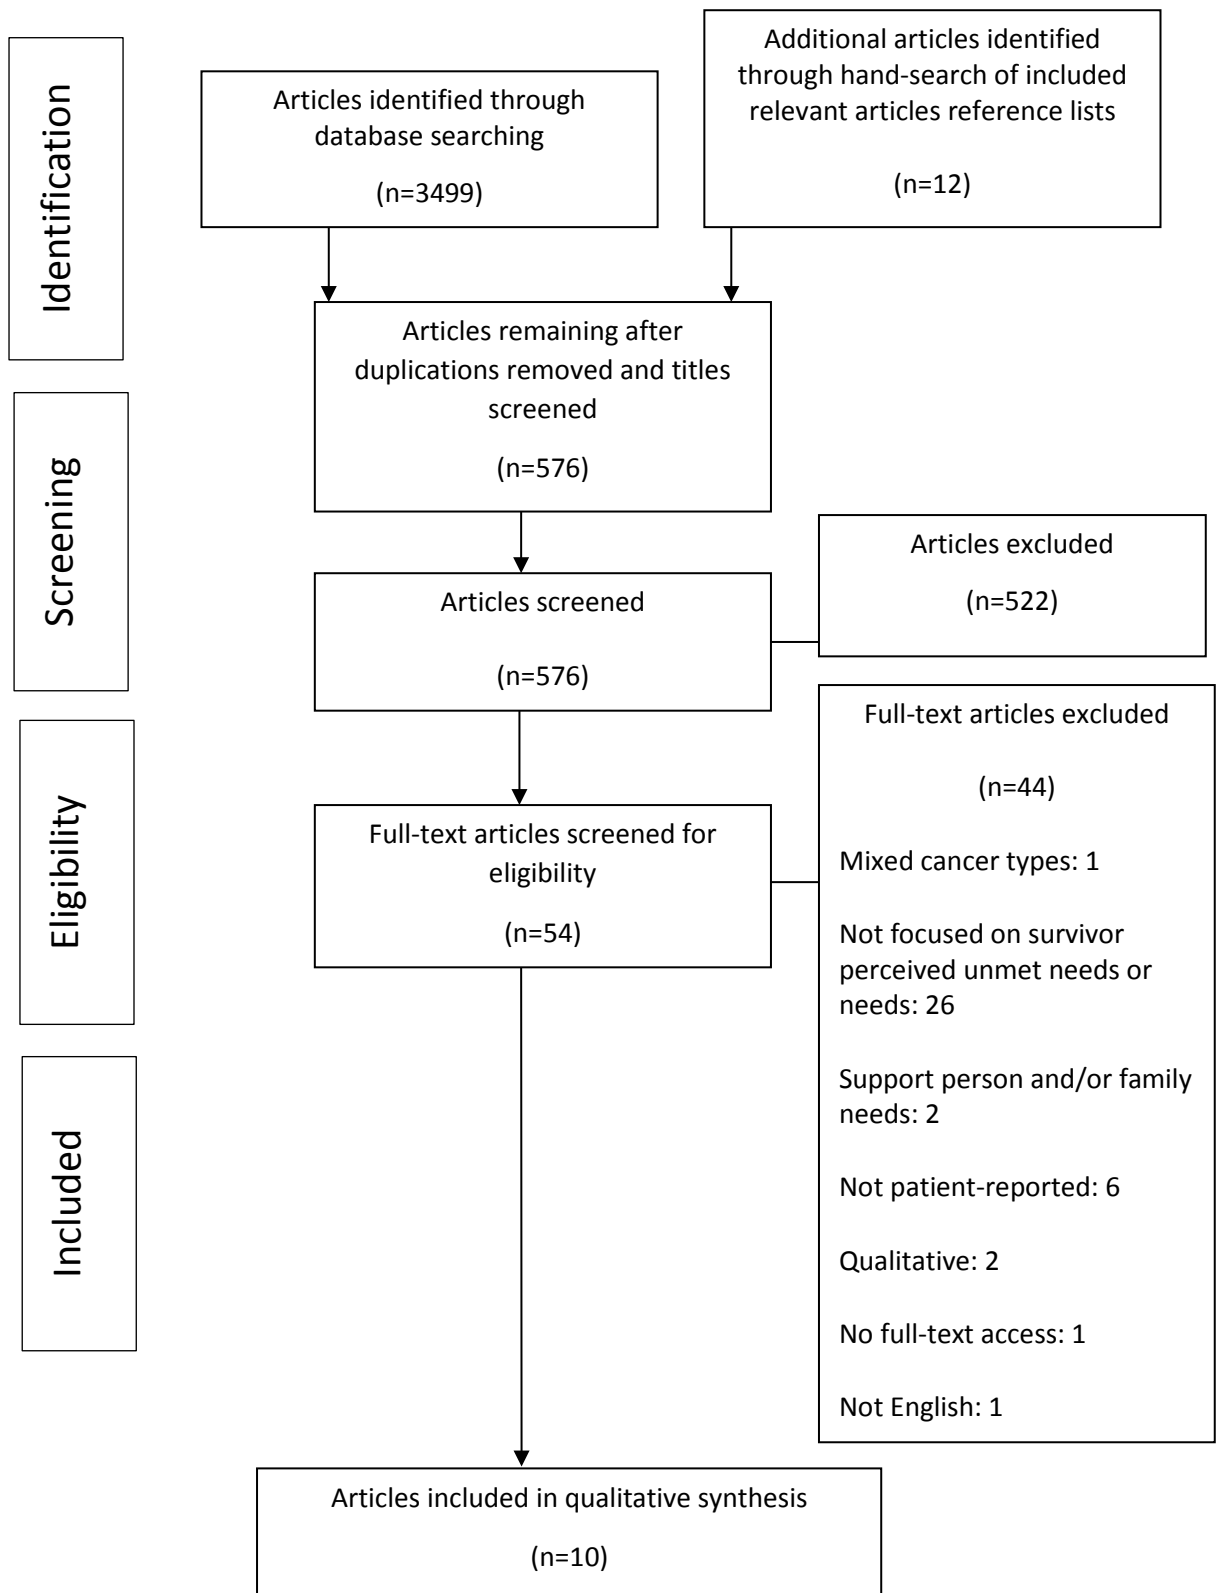 Identification
Articles identified through
database searching
(n=3499)
Additional articles identified
through hand-search of included
relevant articles reference lists
(n=12)
Articles remaining after
duplications removed and titles
screened
(n=576)
Screening
Articles screened
(n=576)
Articles excluded
(n=522)
Eligibility
Full-text articles screened for
eligibility
(n=54)
Full-text articles excluded
(n=44)
Mixed cancer types: 1
Not focused on survivor
perceived unmet needs or
needs: 26
Support person and/or family
needs: 2
Not patient-reported: 6
Qualitative: 2
No full-text access: 1
Not English: 1
Included
Articles included in qualitative synthesis
(n=10)